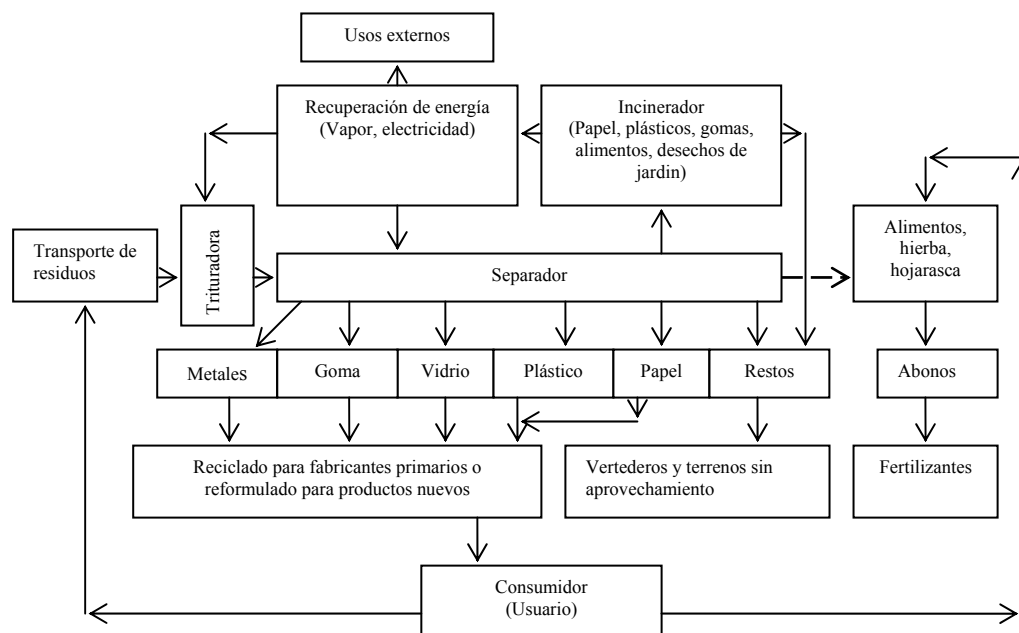 Usos externos
Recuperación de energía
(Vapor, electricidad)
Incinerador
(Papel, plásticos, gomas,
alimentos, desechos de
jardin)
Transporte de
residuos
Trituradora
Separador
Alimentos,
hierba,
hojarasca
Metales
Goma
Vidrio
Plástico
Papel
Restos
Abonos
Reciclado para fabricantes primarios o
reformulado para productos nuevos
Vertederos y terrenos sin
aprovechamiento
Fertilizantes
Consumidor
(Usuario)